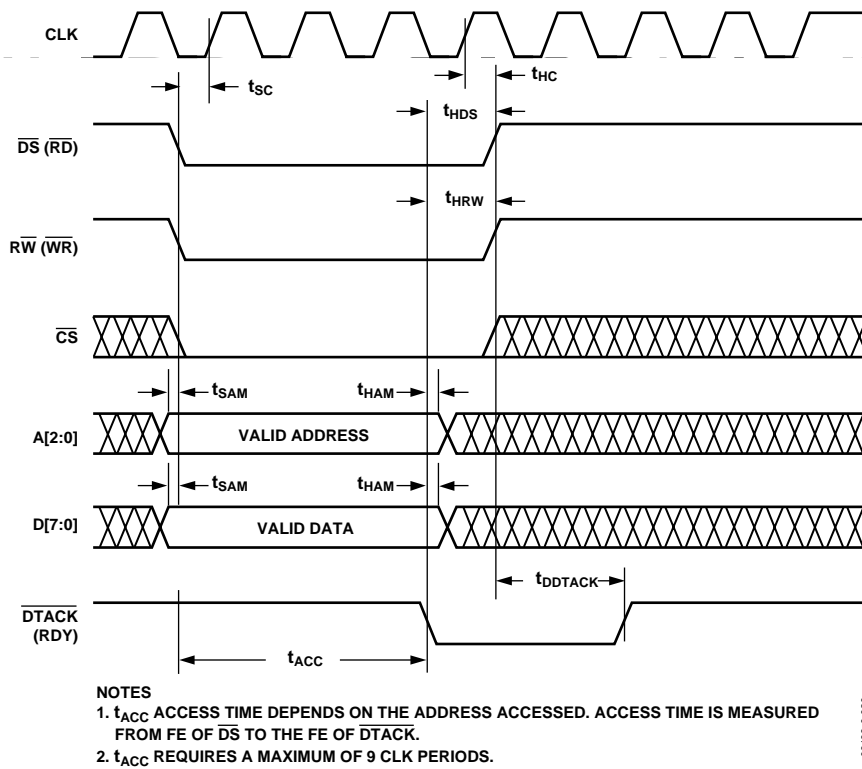 CLK
tSC
tHC
tHDS
DS (RD)
tHRW
RW (WR)
CS
tSAM
tHAM
A[2:0]
VALID ADDRESS
tSAM
tHAM
D[7:0]
VALID DATA
tDDTACK
DTACK
(RDY)
tACC
NOTES
1. tACC ACCESS TIME DEPENDS ON THE ADDRESS ACCESSED. ACCESS TIME IS MEASURED
FROM FE OF DS TO THE FE OF DTACK.
2. tACC REQUIRES A MAXIMUM OF 9 CLK PERIODS.